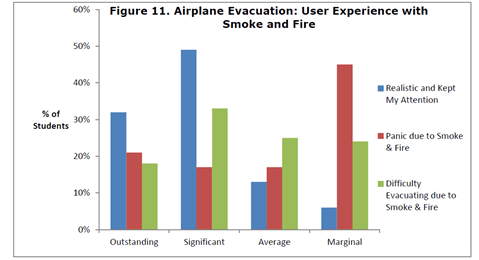 Figure 11. Airplane Evacuation: User Experience with
Smoke and Fire
60%
50%
40%
30%
20%
10%
0%
% of
Students
Outstanding
Significant
Average
Marginal
Realistic and Kept
My Attention
Panic due to Smoke
& Fire
Difficulty
Evacuating due to
Smoke & Fire